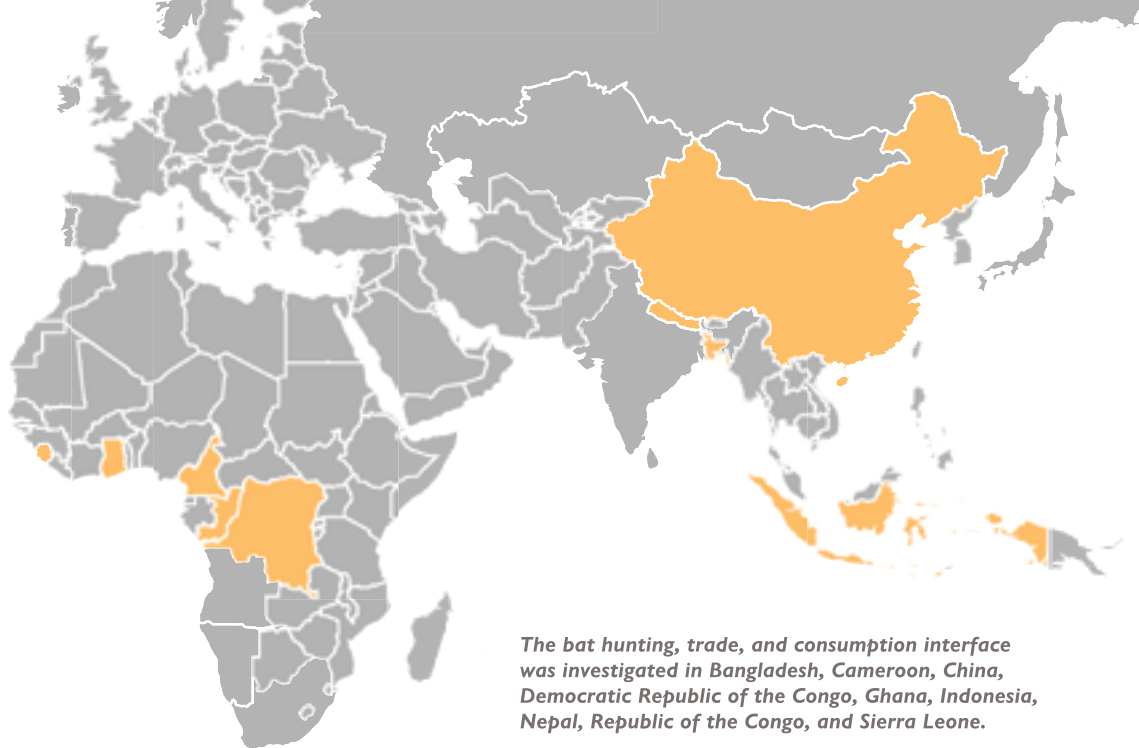 The bat hunting, trade, and consumption interface
was investigated in Bangladesh, Cameroon, China,
Democratic Republic of the Congo, Ghana, Indonesia,
Nepal, Republic of the Congo, and Sierra Leone.